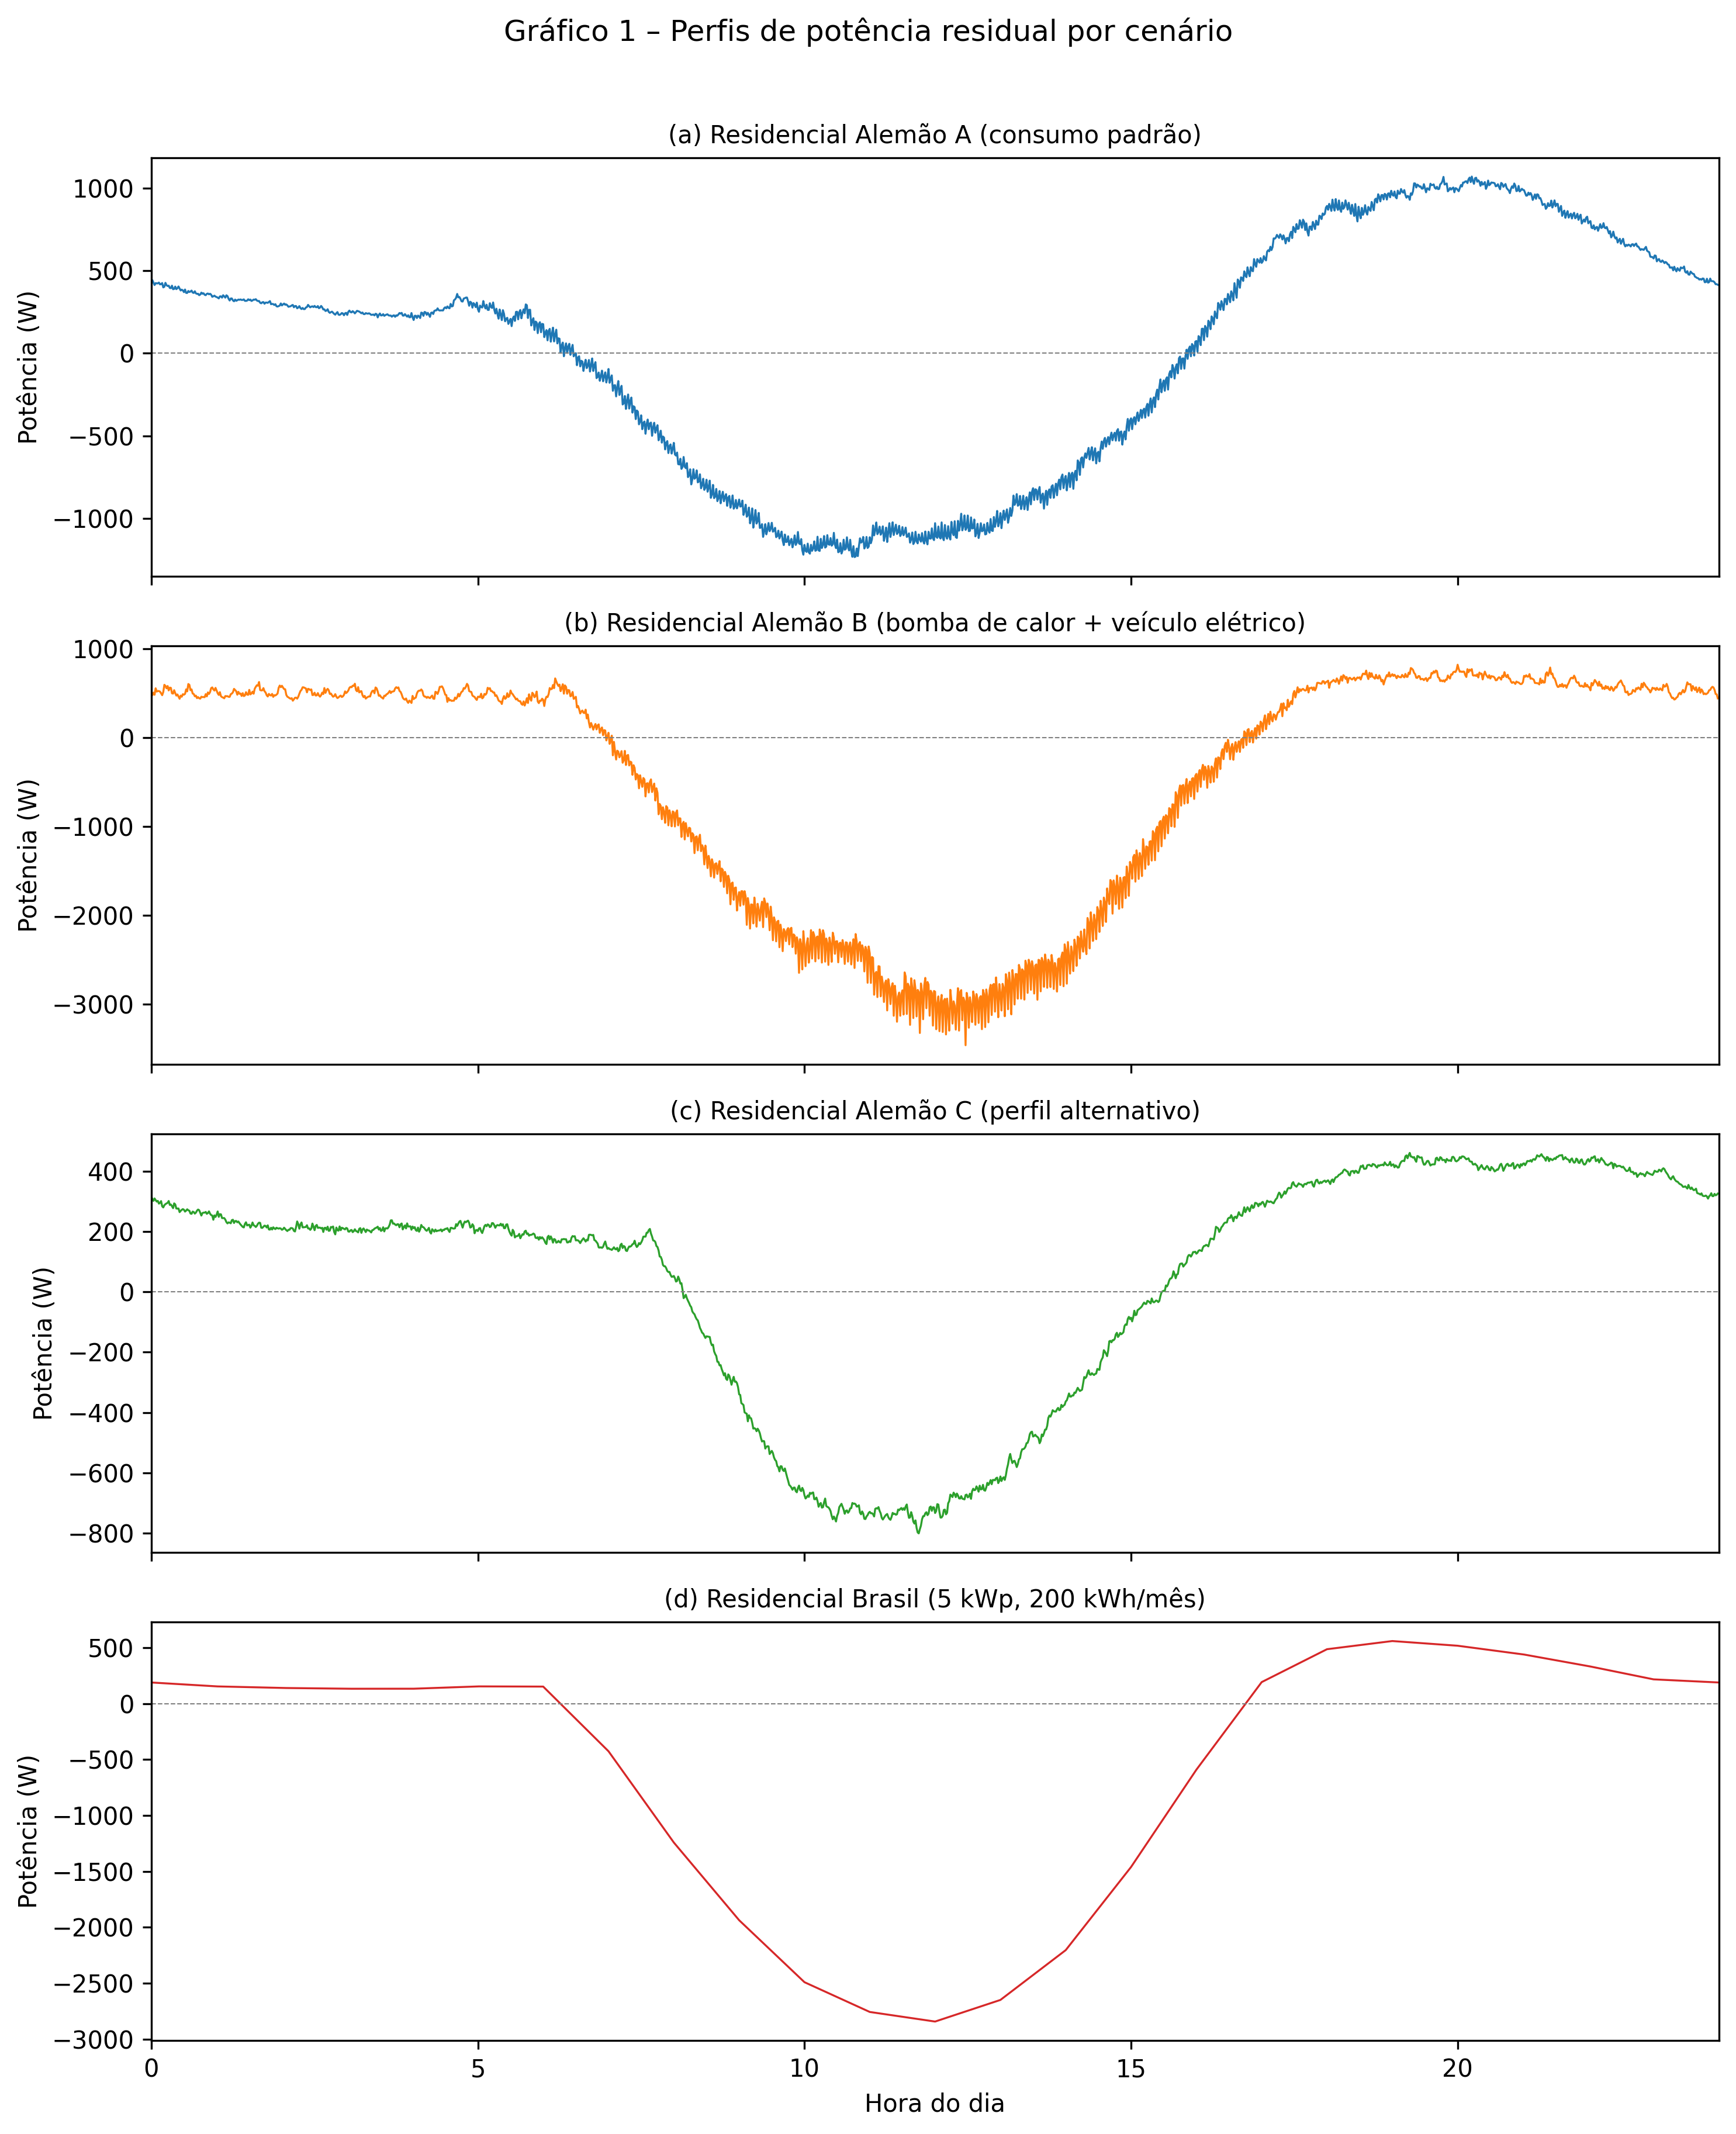 Gráfico 1 – Perfis de potência residual por cenário
(a) Residencial Alemão A (consumo padrão)
1000
500
0
−500
−1000
Potência (W)
(b) Residencial Alemão B (bomba de calor + veículo elétrico)
1000
0
−1000
−2000
−3000
Potência (W)
(c) Residencial Alemão C (perfil alternativo)
400
200
0
−200
−400
−600
−800
Potência (W)
(d) Residencial Brasil (5 kWp, 200 kWh/mês)
500
0
−500
−1000
−1500
−2000
−2500
−3000
Potência (W)
0 5 10 15 20
Hora do dia